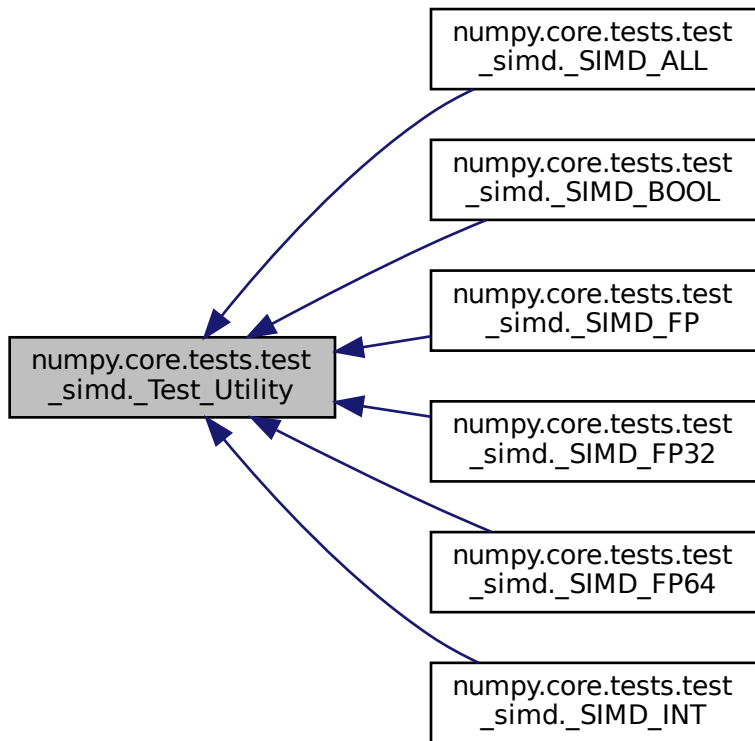 numpy.core.tests.test
_simd._SIMD_ALL
numpy.core.tests.test
_simd._SIMD_BOOL
numpy.core.tests.test
_simd._SIMD_FP
numpy.core.tests.test
_simd._Test_Utility
numpy.core.tests.test
_simd._SIMD_FP32
numpy.core.tests.test
_simd._SIMD_FP64
numpy.core.tests.test
_simd._SIMD_INT